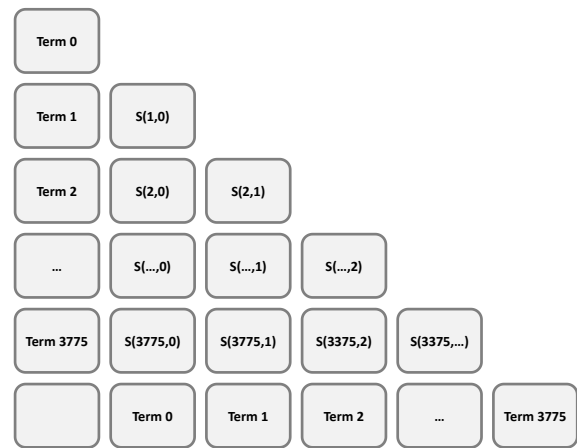 Term 0
Term 1 S(1,0)
Term 2 S(2,0) S(2,1)
... S(...,0) S(...,1) S(...,2)
Term 3775 S(3775,0) S(3775,1) S(3375,2) S(3375,...)
Term 0 Term 1 Term 2 ... Term 3775